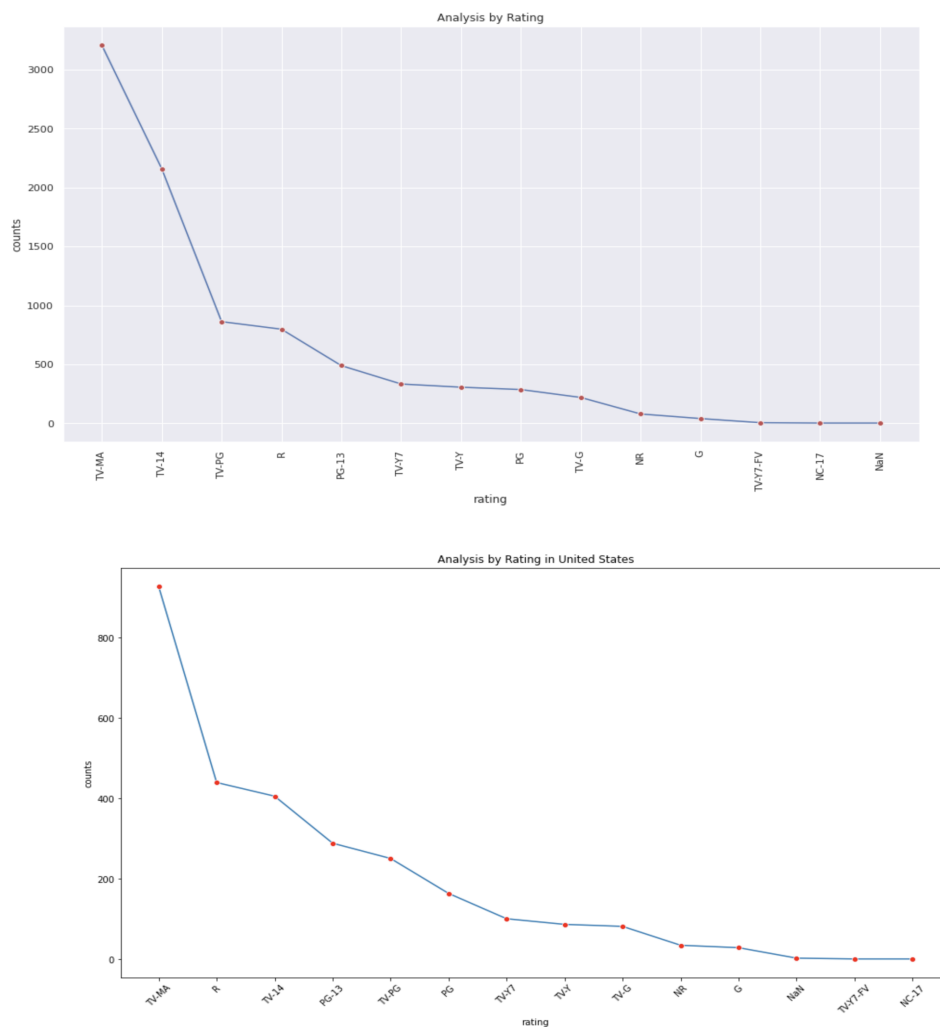 Analysis by Rating
3000
2500
2000
1500
1000
500
0
counts
TV-MA TV-14 TV-PG R PG-13 TV-Y7 TV-Y PG TV-G NR G TV-Y7-FV NC-17 NaN
rating
Analysis by Rating in United States
800
600
400
200
0
counts
TV-MA R TV-14 PG-13 TV-PG PG TV-Y7 TV-Y TV-G NR G NaN TV-Y7-FV NC-17
rating